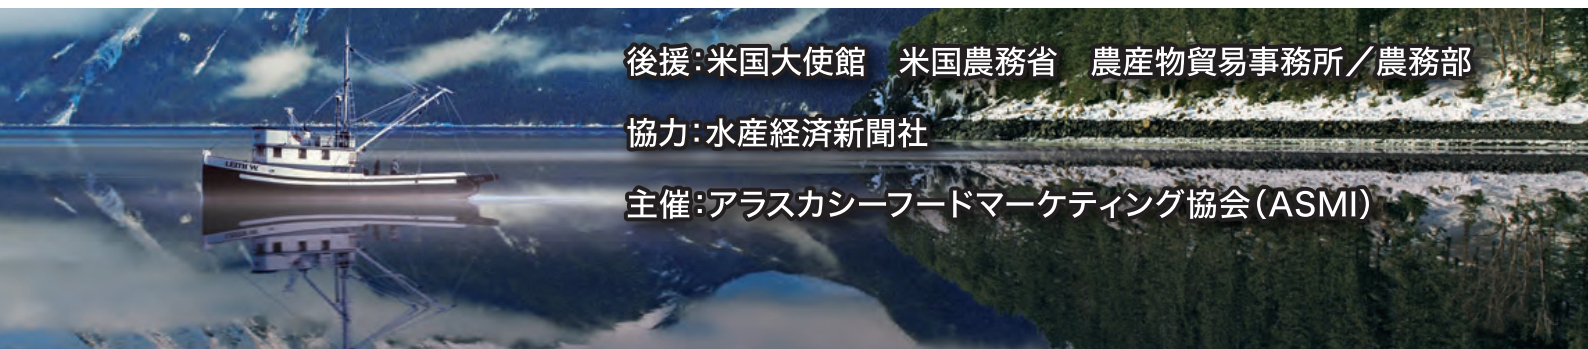 後援：米国大使館　米国農務省　農産物貿易事務所／農務部
協力：水産経済新聞社
主催：アラスカシーフードマーケティング協会（ASMI）
LEITH W